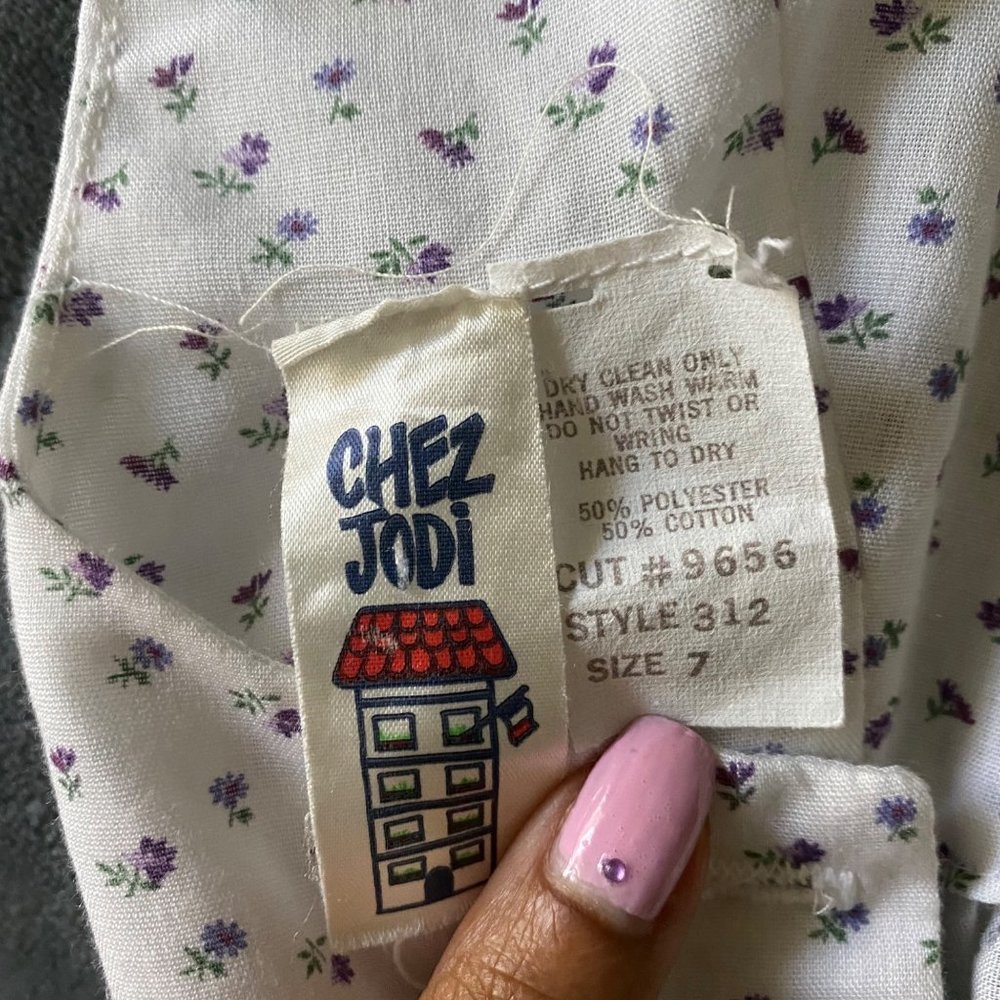 CHEZ
JODi
DRY CLEAN ONLY
HAND WASH WARM
DO NOT TWIST OR
WRING
HANG TO DRY
50% POLYESTER
50% COTTON
CUT # 9656
STYLE 312
SIZE 7